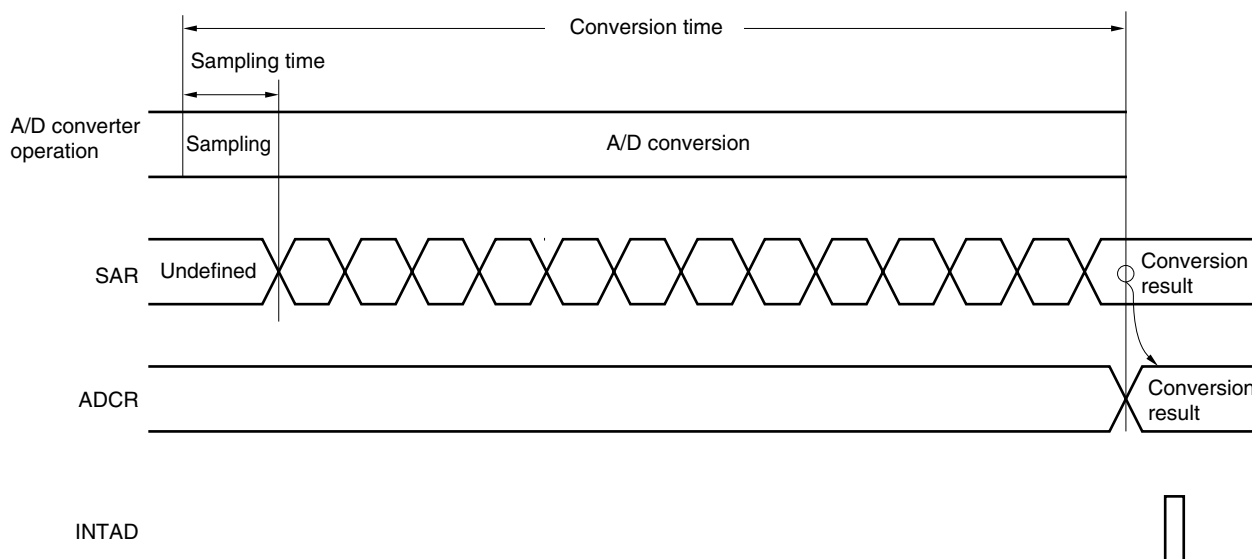 Conversion time
Sampling time
A/D converter
operation
Sampling
A/D conversion
SAR
Undefined
Conversion
result
ADCR
Conversion
result
INTAD